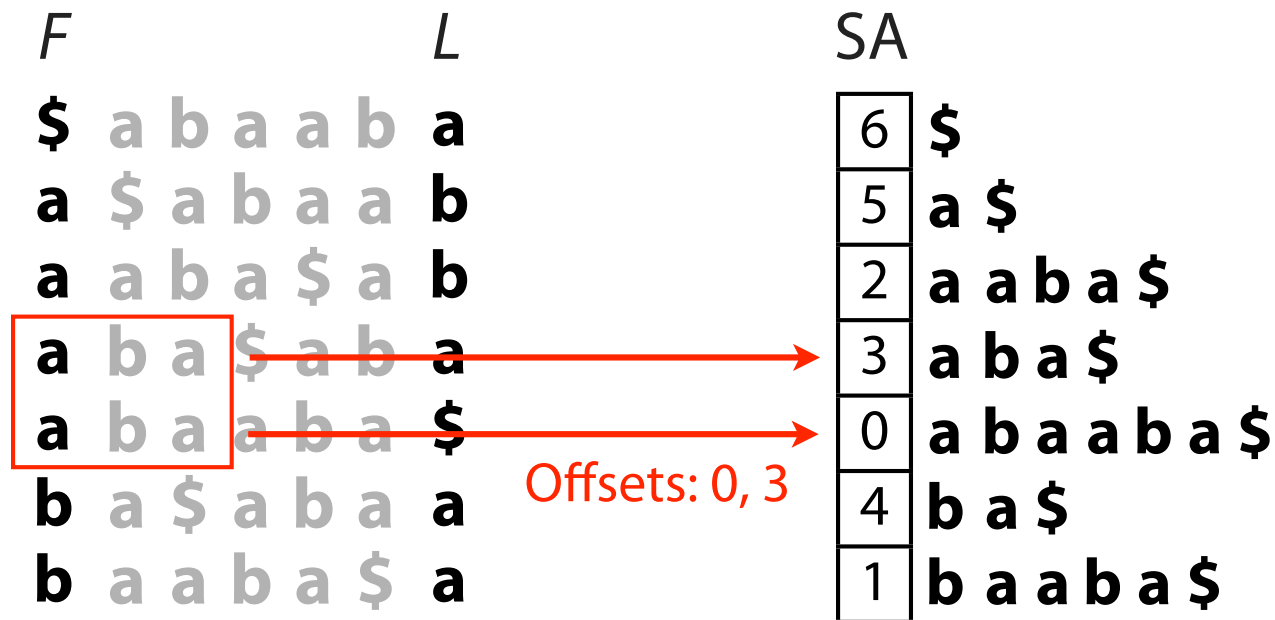 F L SA
$ a b a a b a 6 $
a $ a b a a b 5 a $
a a b a $ a b 2 a a b a $
a b a $ a b a 3 a b a $
a b a a b a $ 0 a b a a b a $
Offsets: 0, 3
b a $ a b a a 4 b a $
b a a b a $ a 1 b a a b a $